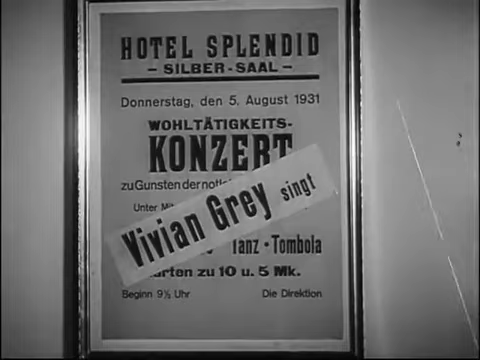 HOTEL SPLENDID
- SILBER-SAAL -
Donnerstag, den 5. August 1931
WOHLTÄTIGKEITS-
KONZERT
zu Gunsten der
Unter
Vivian Grey singt
Tanz • Tombola
zu 10 u. 5 Mk.
Beginn 9½ Uhr
Die Direktion